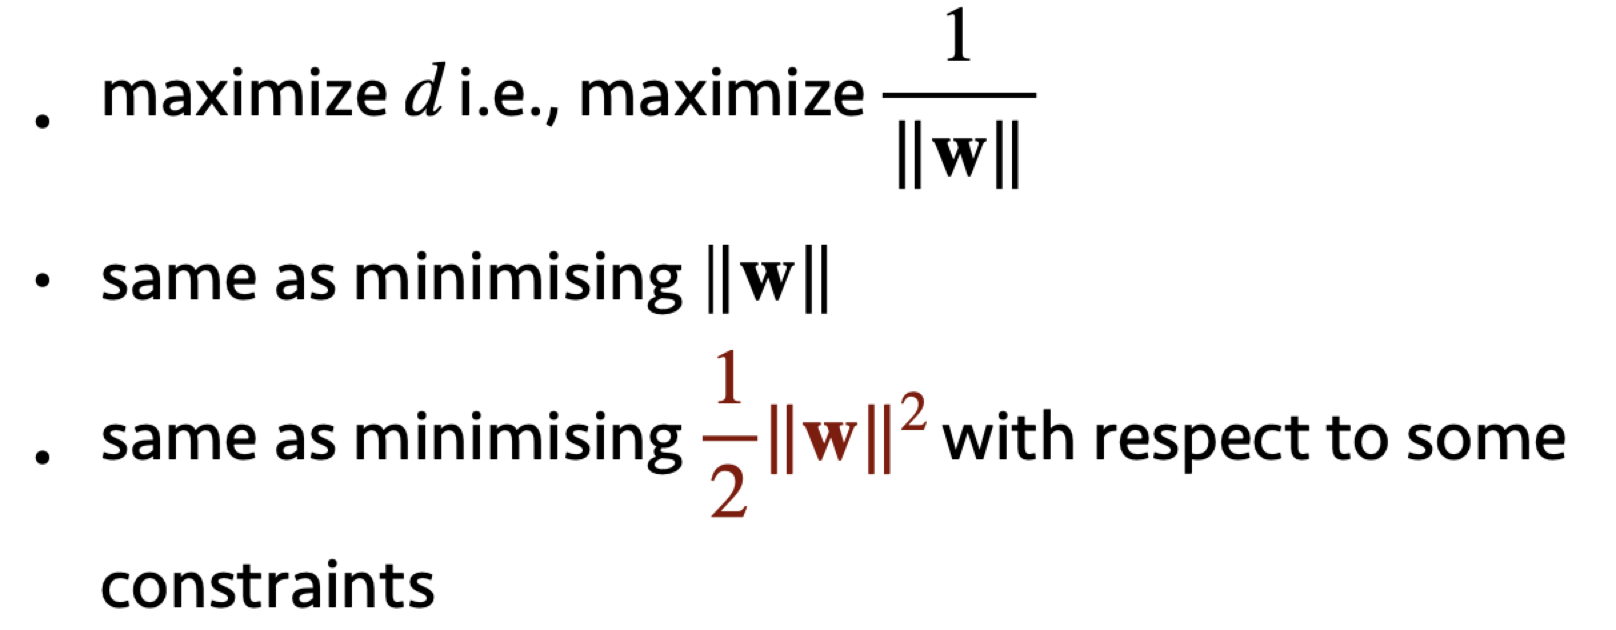 • maximize d i.e., maximize 1/‖w‖
• same as minimising ‖w‖
• same as minimising 1/2‖w‖² with respect to some
constraints